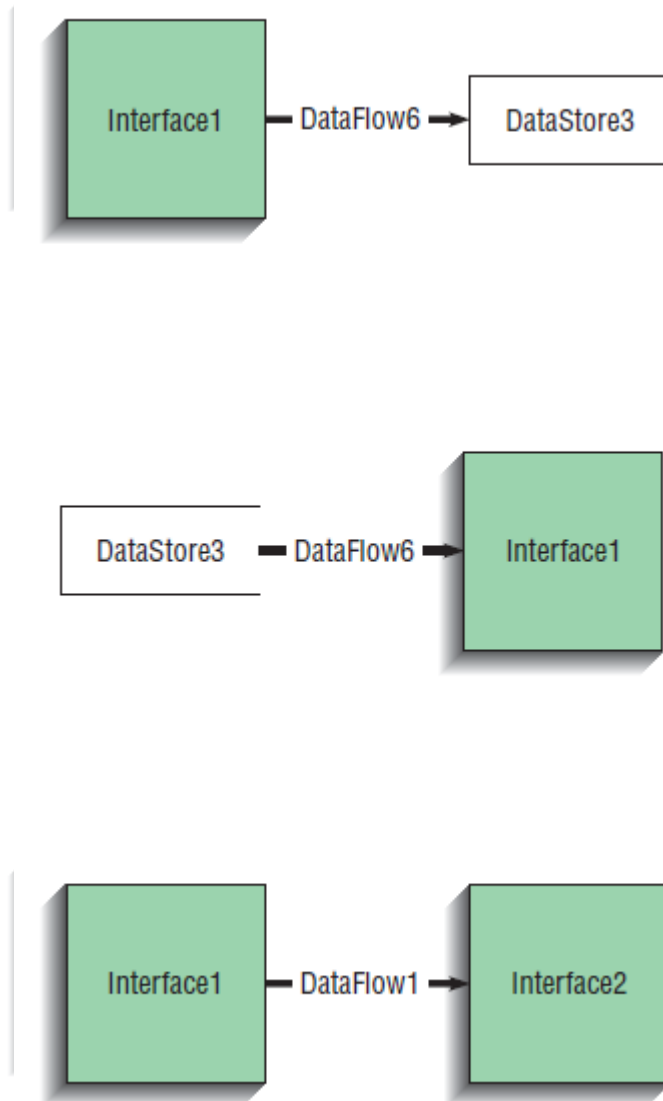 Interface1 DataFlow6 DataStore3
DataStore3 DataFlow6 Interface1
Interface1 DataFlow1 Interface2